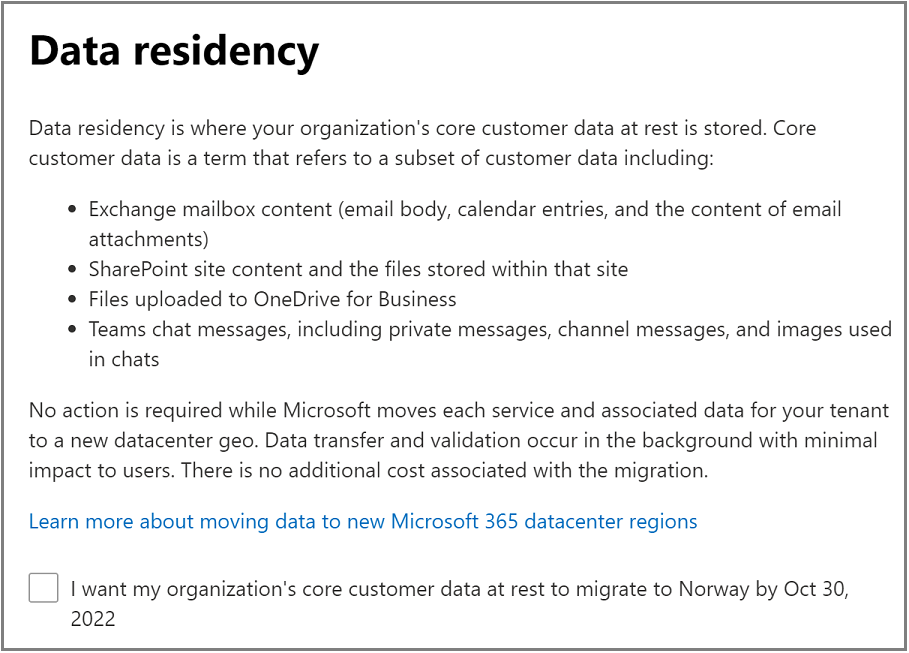 Data residency
Data residency is where your organization's core customer data at rest is stored. Core
customer data is a term that refers to a subset of customer data including:
• Exchange mailbox content (email body, calendar entries, and the content of email
attachments)
• SharePoint site content and the files stored within that site
• Files uploaded to OneDrive for Business
• Teams chat messages, including private messages, channel messages, and images used
in chats
No action is required while Microsoft moves each service and associated data for your tenant
to a new datacenter geo. Data transfer and validation occur in the background with minimal
impact to users. There is no additional cost associated with the migration.
Learn more about moving data to new Microsoft 365 datacenter regions
I want my organization's core customer data at rest to migrate to Norway by Oct 30,
2022